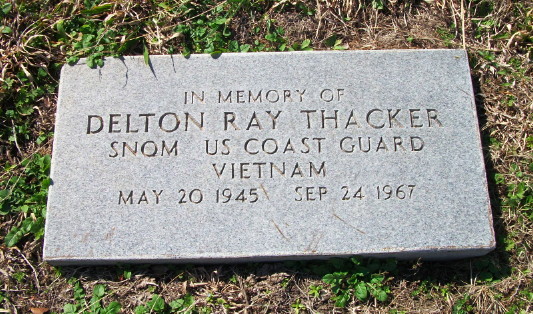 IN MEMORY OF
DELTON RAY THACKER
SNOM US COAST GUARD
VIETNAM
MAY 20 1945 SEP 24 1967